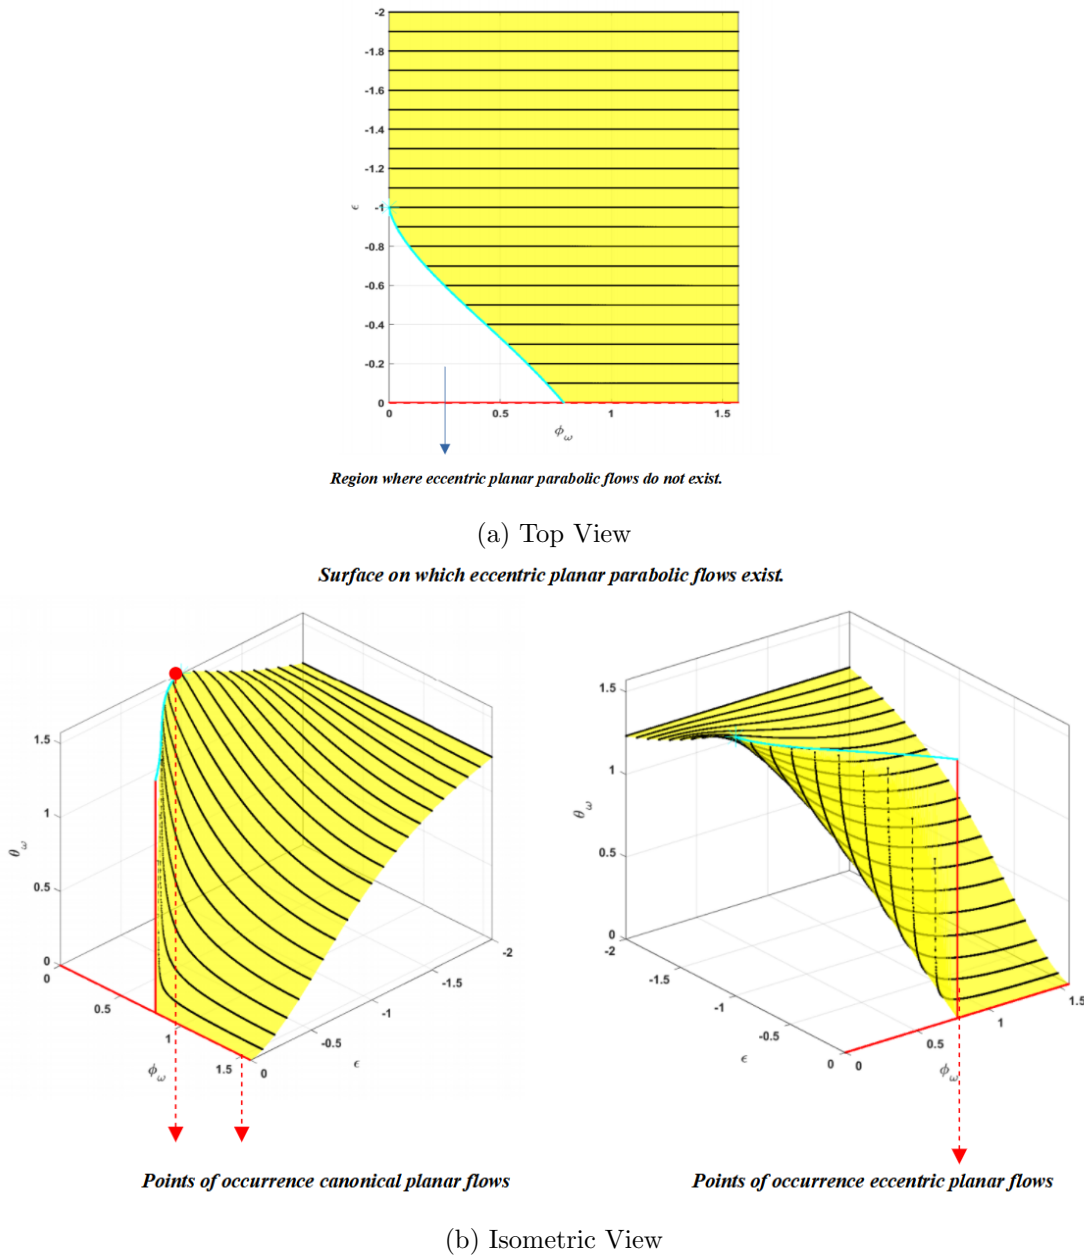 -2
-1.8
-1.6
-1.4
-1.2
ϵ -1
-0.8
-0.6
-0.4
-0.2
0
0 0.5 1 1.5
ϕω
Region where eccentric planar parabolic flows do not exist.
(a) Top View
Surface on which eccentric planar parabolic flows exist.
1.5
1
θω
0.5
0
0
0.5
1
ϕω
1.5
0
-0.5
ϵ
-1
-1.5
-2
1.5
1
θω
0.5
0
-2
-1.5
-1
ϵ
-0.5
0
0
0.5
ϕω
1
1.5
Points of occurrence canonical planar flows
Points of occurrence eccentric planar flows
(b) Isometric View